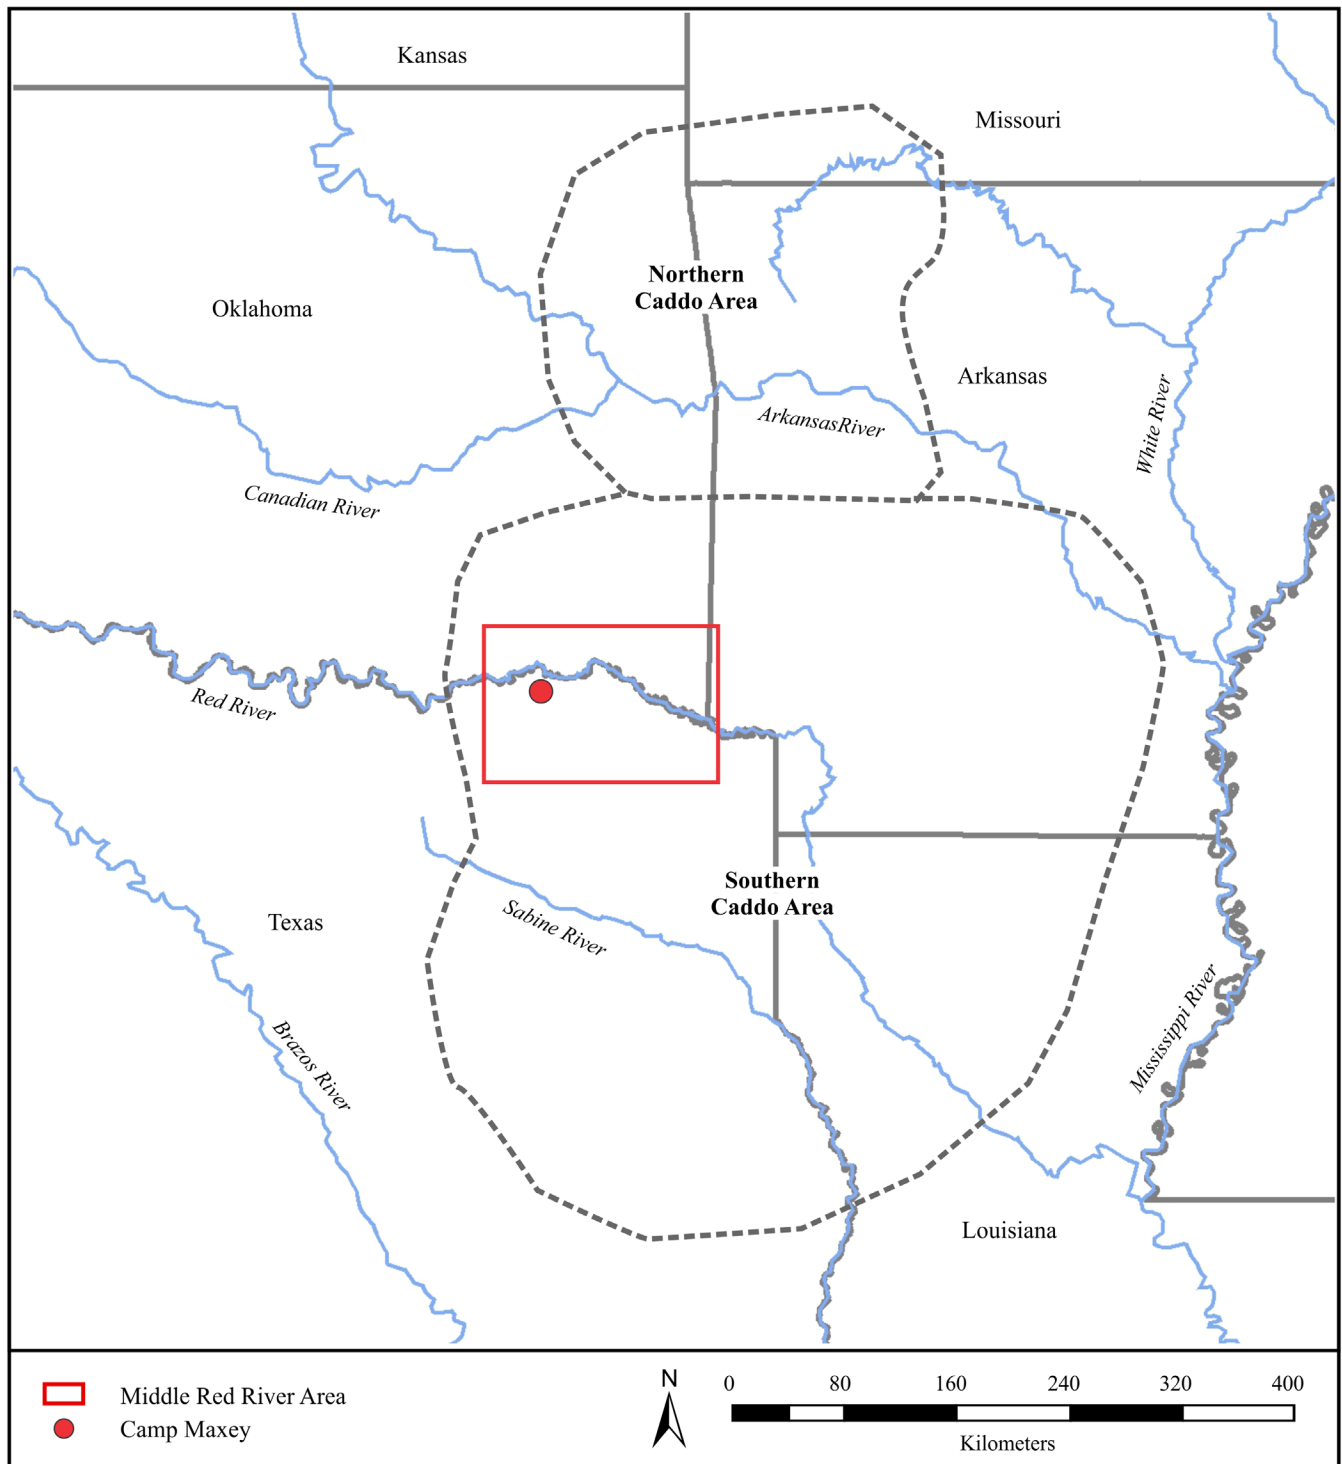 Kansas
Missouri
Northern
Caddo Area
Oklahoma
Arkansas
ArkansasRiver
White River
Canadian River
Red River
Southern
Caddo Area
Texas
Sabine River
Mississippi River
Brazos River
Louisiana
Middle Red River Area
Camp Maxey
N
0 80 160 240 320 400
Kilometers